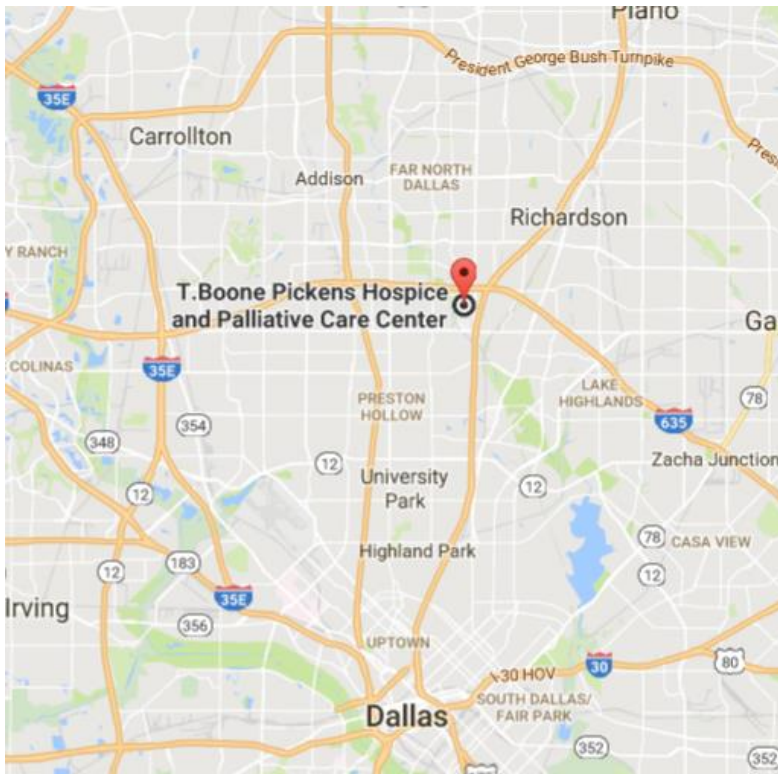 Plano
President George Bush Turnpike
35E
Carrollton
FAR NORTH
DALLAS
Addison
Richardson
Y RANCH
T.Boone Pickens Hospice
and Palliative Care Center
Ga
COLINAS
35E
LAKE
HIGHLANDS
PRESTON
HOLLOW
78
635
354
348
12
Zacha Junction
University
Park
12
12
78
CASA VIEW
Highland Park
183
12
12
35E
Irving
356
UPTOWN
30
80
I-30 HOV
SOUTH DALLAS/
FAIR PARK
Dallas
352
352